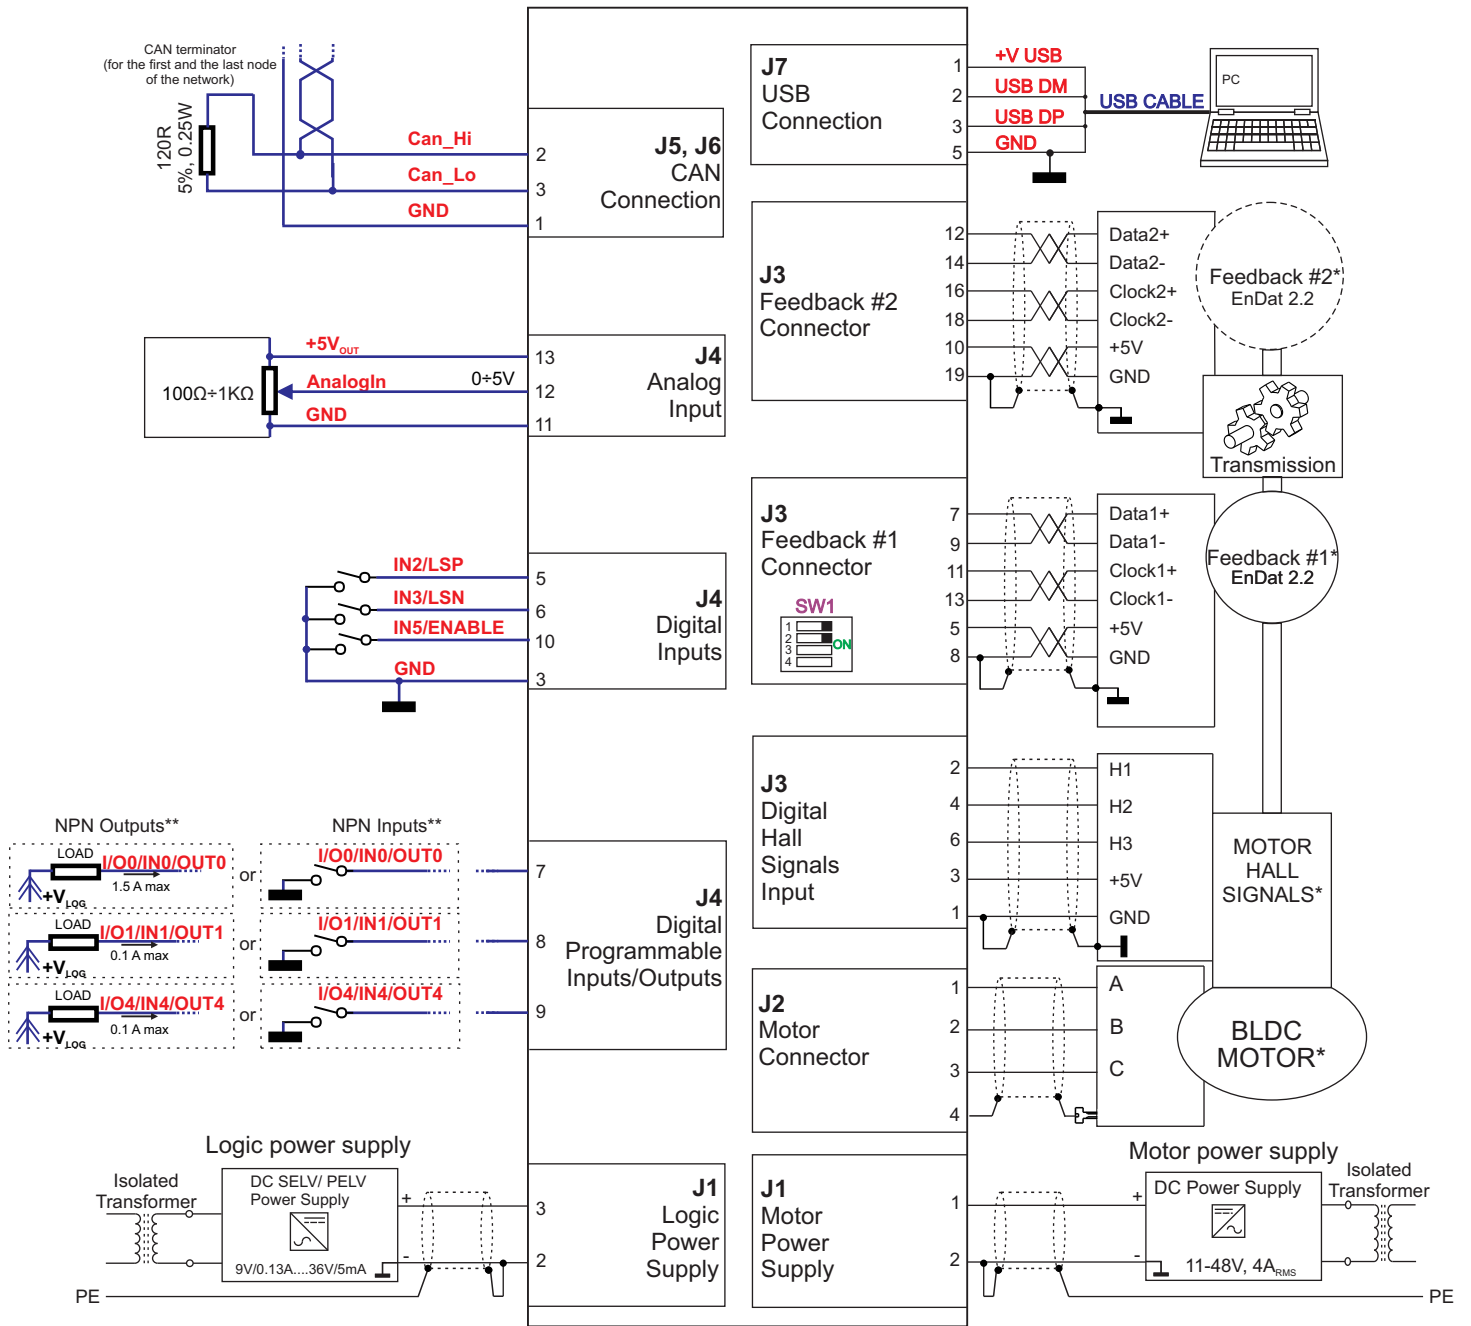 CAN terminator
(for the first and the last node
of the network)
120R
5%, 0.25W
Can_Hi
Can_Lo
GND
2
3
1
J5, J6
CAN
Connection
J7
USB
Connection
1
2
3
5
+V USB
USB DM
USB DP
GND
USB CABLE
PC
J3
Feedback #2
Connector
12
14
16
18
10
19
Data2+
Data2-
Clock2+
Clock2-
+5V
GND
Feedback #2*
EnDat 2.2
Transmission
100Ω÷1KΩ
+5VOUT
AnalogIn
0÷5V
GND
13
12
11
J4
Analog
Input
J3
Feedback #1
Connector
SW1
1
2
3
4
ON
7
9
11
13
5
8
Data1+
Data1-
Clock1+
Clock1-
+5V
GND
Feedback #1*
EnDat 2.2
IN2/LSP
IN3/LSN
IN5/ENABLE
GND
5
6
10
3
J4
Digital
Inputs
J3
Digital
Hall
Signals
Input
2
4
6
3
1
H1
H2
H3
+5V
GND
MOTOR
HALL
SIGNALS*
NPN Outputs**
NPN Inputs**
LOAD
I/O0/IN0/OUT0
1.5 A max
+VLOG
or
I/O0/IN0/OUT0
7
LOAD
I/O1/IN1/OUT1
0.1 A max
+VLOG
or
I/O1/IN1/OUT1
8
LOAD
I/O4/IN4/OUT4
0.1 A max
+VLOG
or
I/O4/IN4/OUT4
9
J4
Digital
Programmable
Inputs/Outputs
J2
Motor
Connector
1
2
3
4
A
B
C
BLDC
MOTOR*
Logic power supply
Isolated
Transformer
DC SELV/ PELV
Power Supply
9V/0.13A....36V/5mA
+
-
PE
3
2
J1
Logic
Power
Supply
J1
Motor
Power
Supply
1
2
Motor power supply
+
-
DC Power Supply
11-48V, 4ARMS
Isolated
Transformer
PE